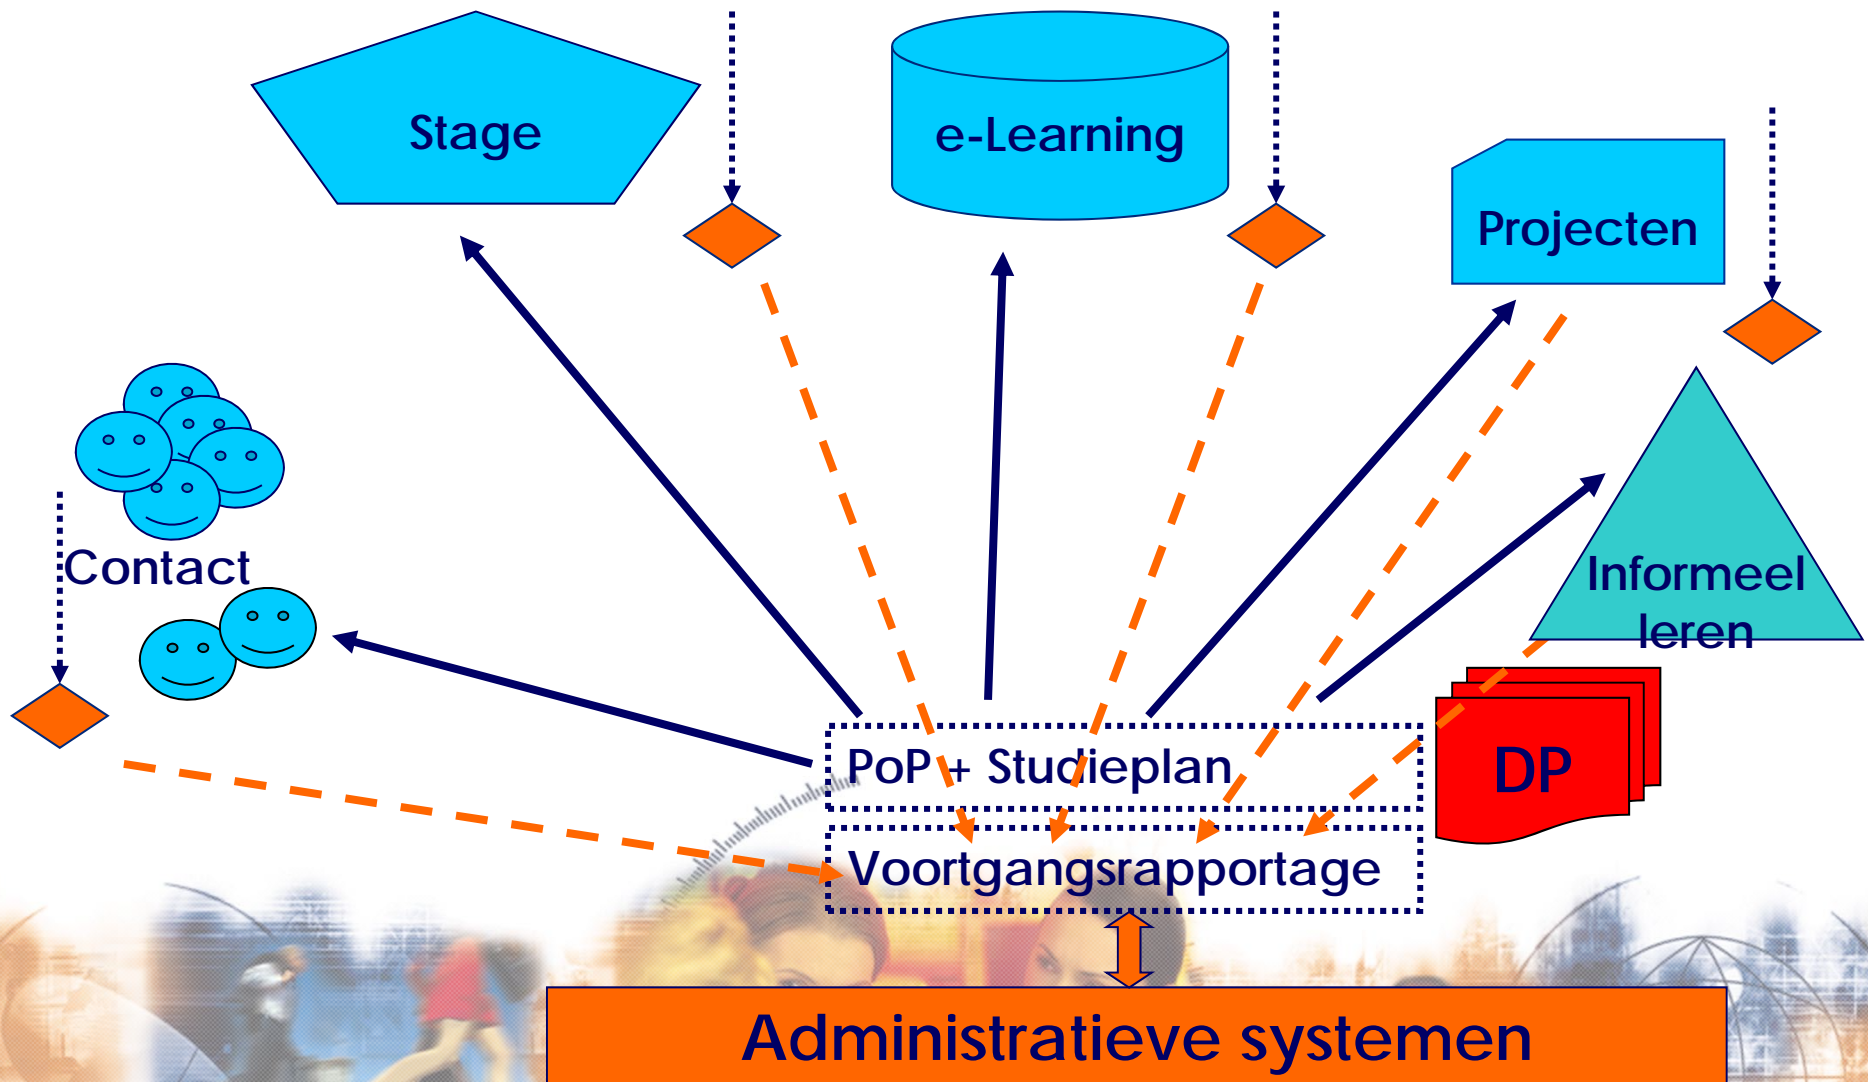 Stage
e-Learning
Projecten
Contact
Informeel
leren
PoP + Studieplan
DP
Voortgangsrapportage
Administratieve systemen